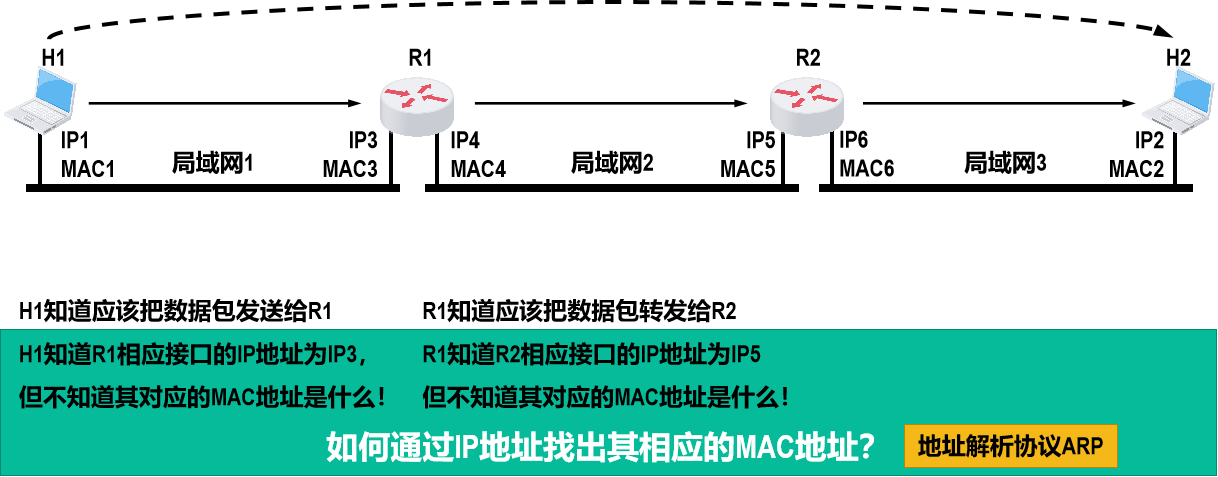 H1
R1
R2
H2
IP1
MAC1
局域网1
IP3
MAC3
IP4
MAC4
局域网2
IP5
MAC5
IP6
MAC6
局域网3
IP2
MAC2
H1知道应该把数据包发送给R1
H1知道R1相应接口的IP地址为IP3，
但不知道其对应的MAC地址是什么！
R1知道应该把数据包转发给R2
R1知道R2相应接口的IP地址为IP5
但不知道其对应的MAC地址是什么！
如何通过IP地址找出其相应的MAC地址？
地址解析协议ARP